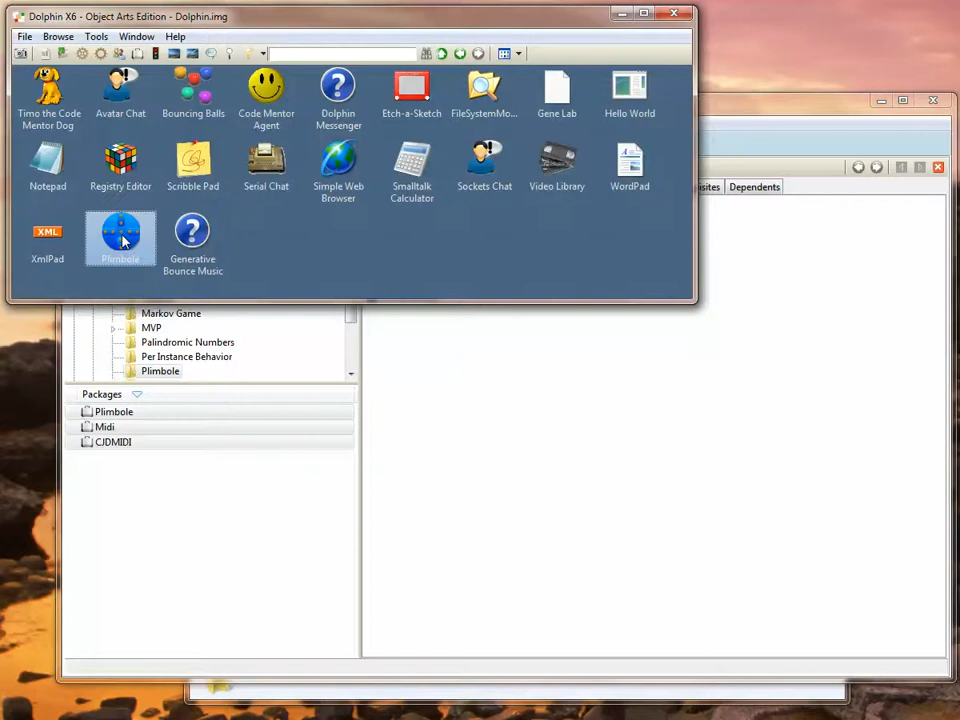 Dolphin X6 - Object Arts Edition - Dolphin.img
File Browse Tools Window Help
Timo the Code Mentor Dog
Avatar Chat
Bouncing Balls
Code Mentor Agent
Dolphin Messenger
Etch-a-Sketch
FileSystemMo...
Gene Lab
Hello World
Notepad
Registry Editor
Scribble Pad
Serial Chat
Simple Web Browser
Smalltalk Calculator
Sockets Chat
Video Library
WordPad
XML
XmlPad
Plimbole
Generative Bounce Music
Dependents
Markov Game
MVP
Palindromic Numbers
Per Instance Behavior
Plimbole
Packages
Plimbole
Midi
CJDMIDI